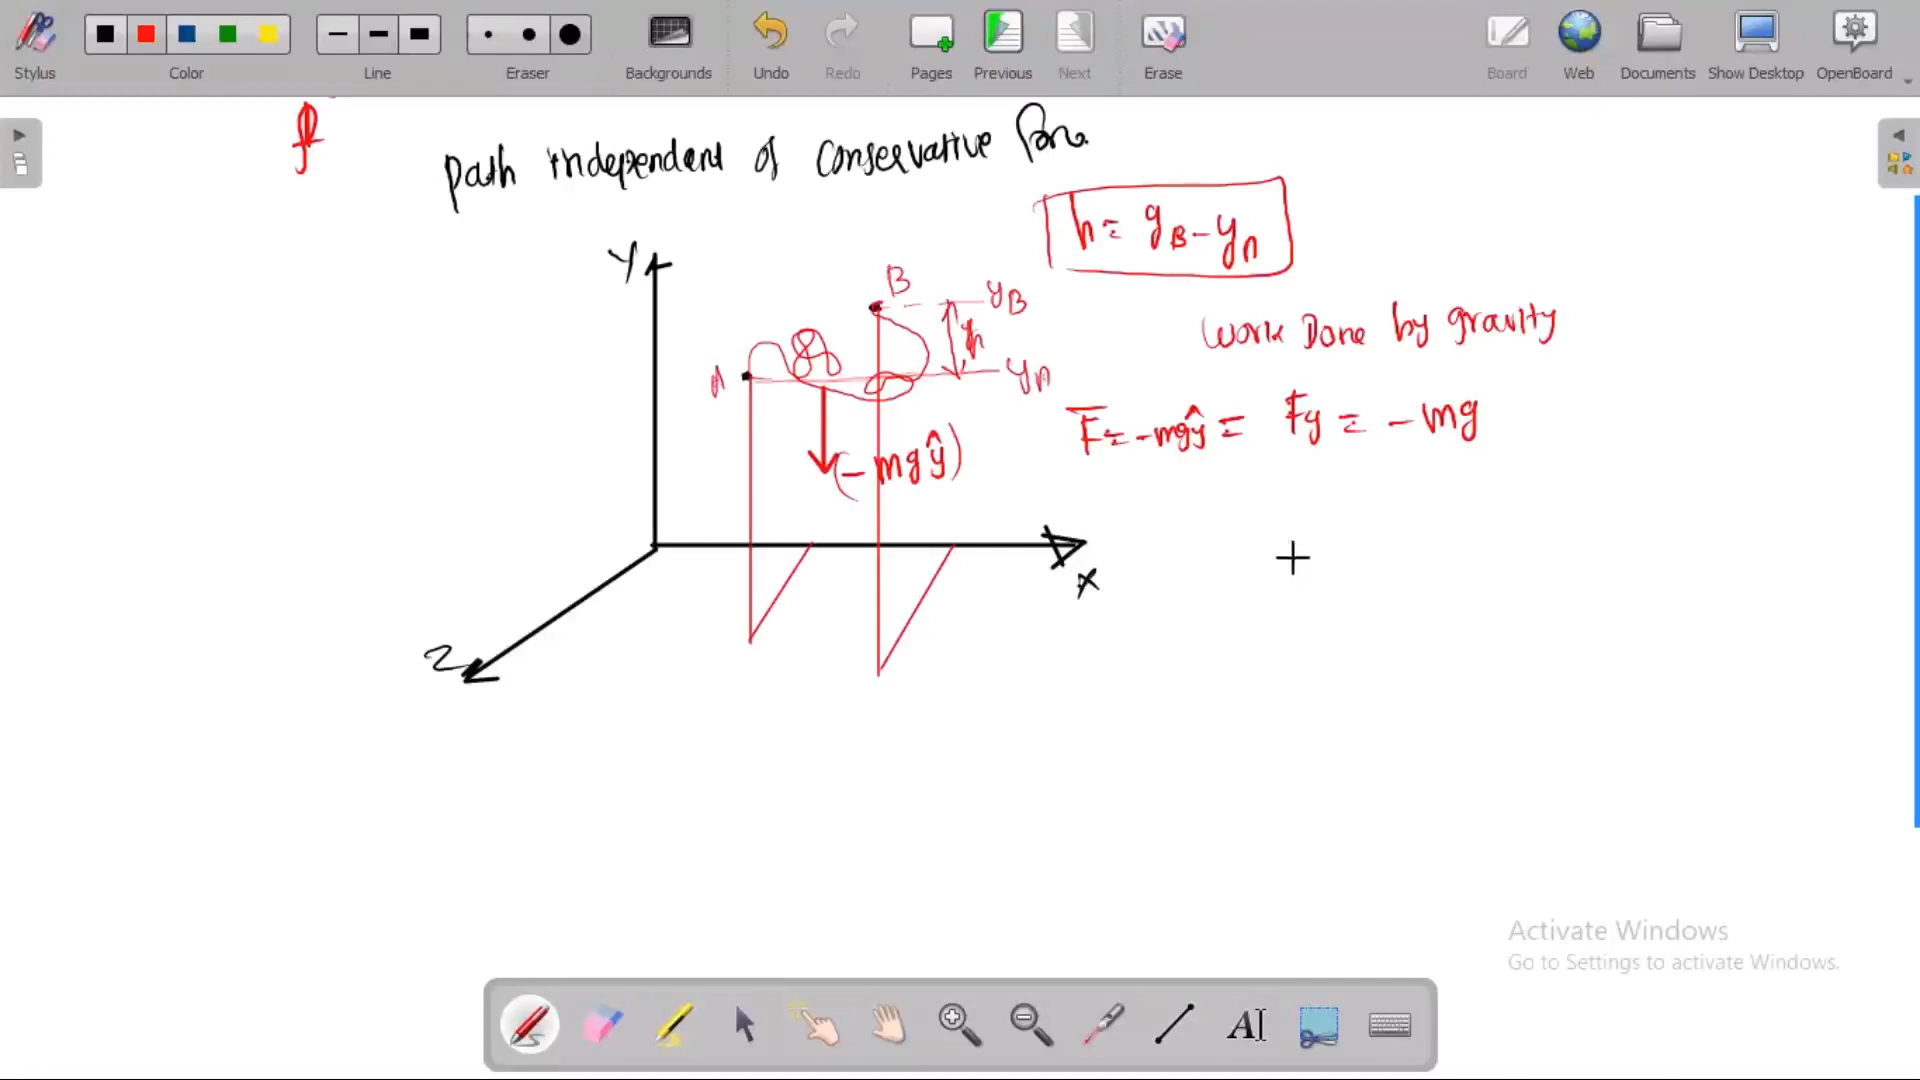 Stylus Color Line Eraser Backgrounds Undo Redo Pages Previous Next Erase Board Web Documents Show Desktop OpenBoard
f
path independent of conservative
h = yB - yA
Y
B
yB
h
work Done by gravity
A
yA
F = -mgŷ = Fy = -mg
(-mgŷ)
X
Z
Activate Windows
Go to Settings to activate Windows.
AI